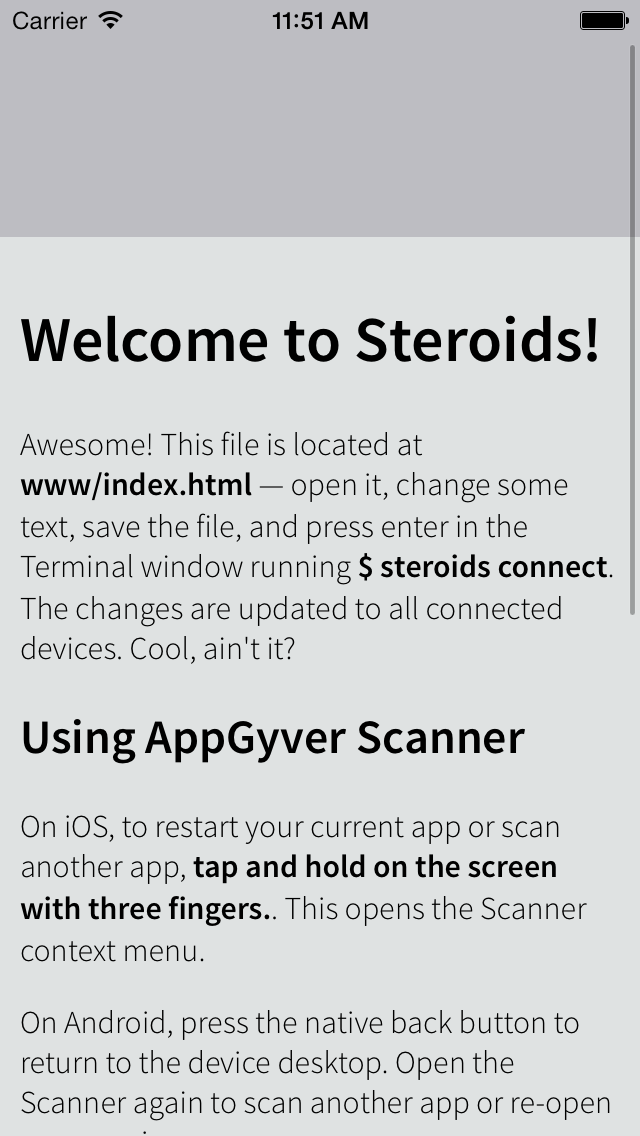 Carrier 11:51 AM
Welcome to Steroids!
Awesome! This file is located at
www/index.html — open it, change some
text, save the file, and press enter in the
Terminal window running $ steroids connect.
The changes are updated to all connected
devices. Cool, ain't it?
Using AppGyver Scanner
On iOS, to restart your current app or scan
another app, tap and hold on the screen
with three fingers.. This opens the Scanner
context menu.
On Android, press the native back button to
return to the device desktop. Open the
Scanner again to scan another app or re-open